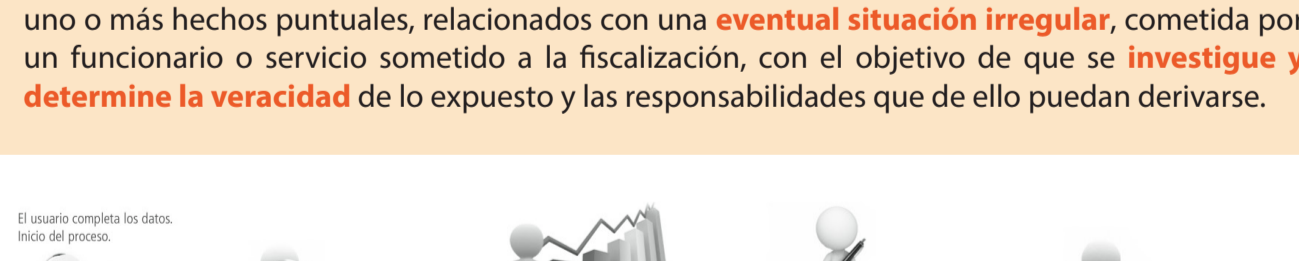 uno o más hechos puntuales, relacionados con una eventual situación irregular, cometida por
un funcionario o servicio sometido a la fiscalización, con el objetivo de que se investigue y
determine la veracidad de lo expuesto y las responsabilidades que de ello puedan derivarse.
El usuario completa los datos.
Inicio del proceso.